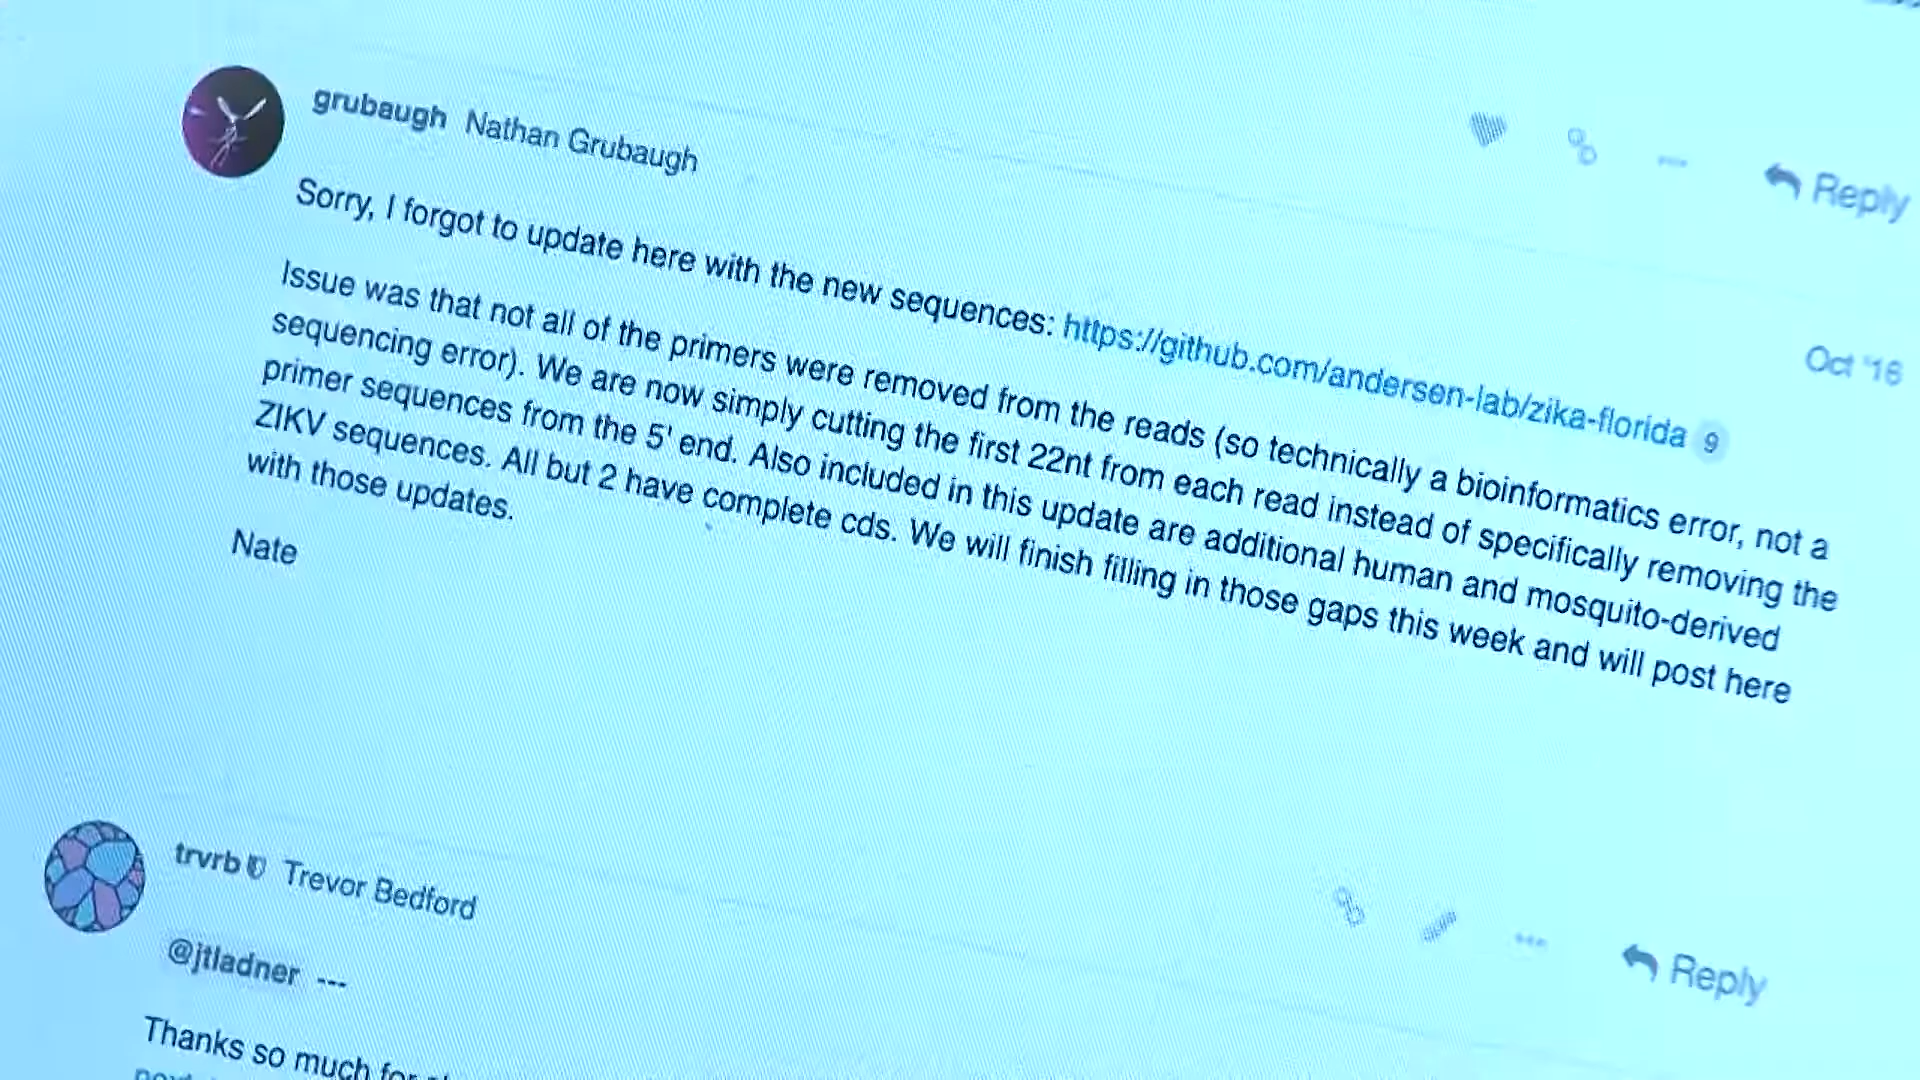 grubaugh Nathan Grubaugh
Reply
Oct '16
Sorry, I forgot to update here with the new sequences: https://github.com/andersen-lab/zika-florida 9
Issue was that not all of the primers were removed from the reads (so technically a bioinformatics error, not a
sequencing error). We are now simply cutting the first 22nt from each read instead of specifically removing the
primer sequences from the 5' end. Also included in this update are additional human and mosquito-derived
ZIKV sequences. All but 2 have complete cds. We will finish filling in those gaps this week and will post here
with those updates.
Nate
trvrb Trevor Bedford
Reply
@jtladner ---
Thanks so much for